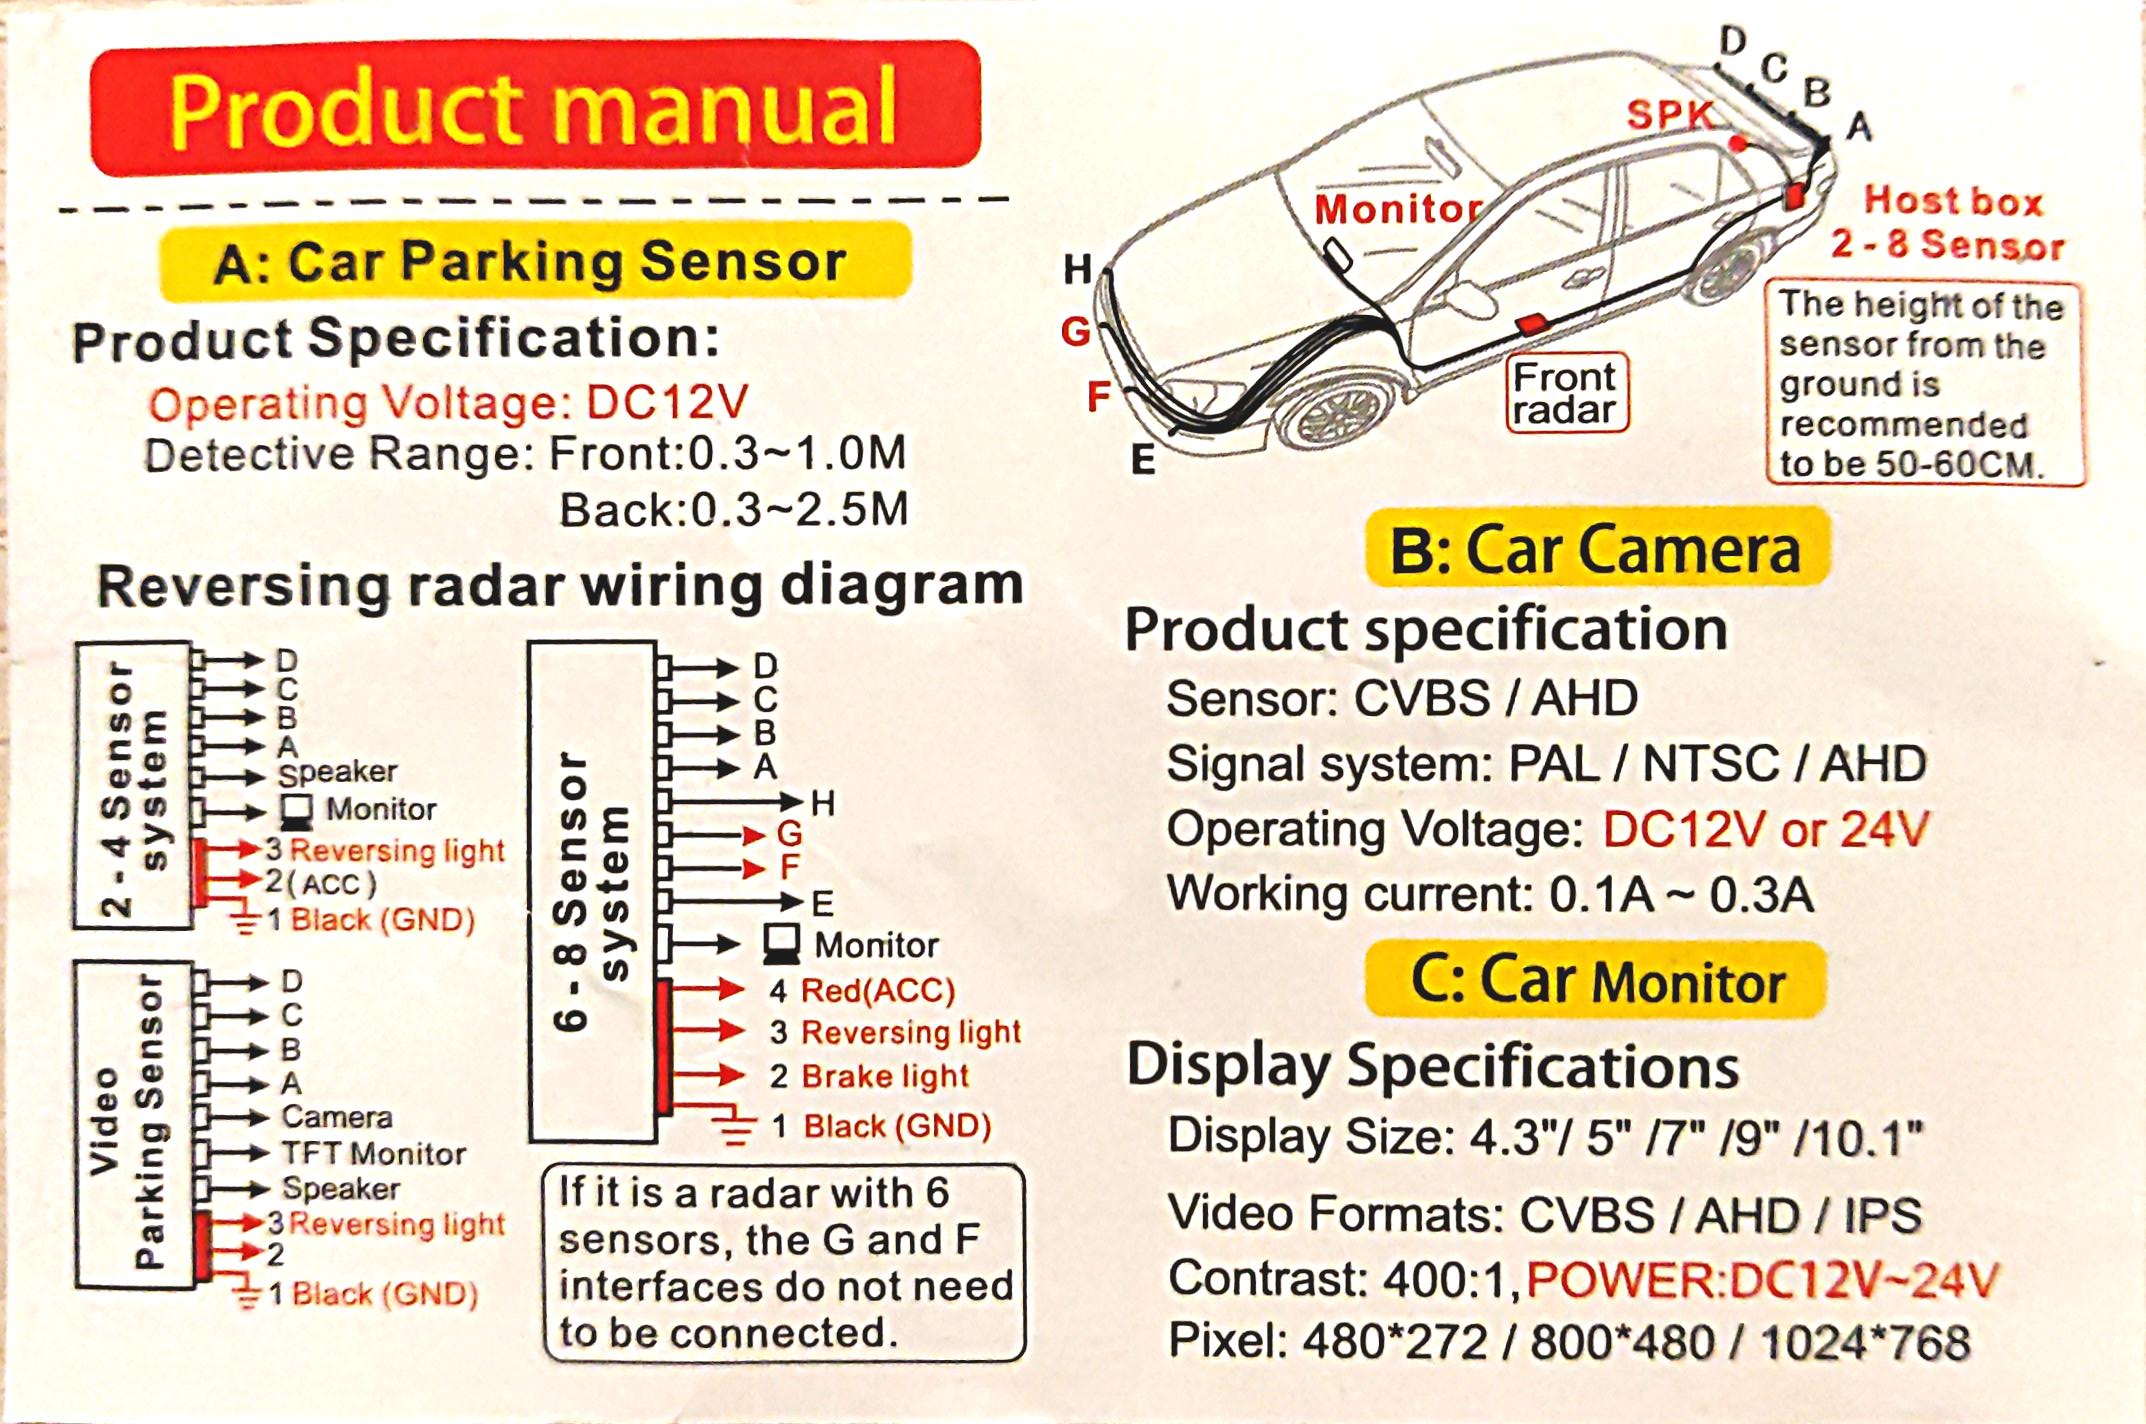 Product manual
A: Car Parking Sensor
Product Specification:
Operating Voltage: DC12V
Detective Range: Front:0.3~1.0M
Back:0.3~2.5M
Reversing radar wiring diagram
2 - 4 Sensor
system
D
C
B
A
Speaker
Monitor
3 Reversing light
2(ACC)
1 Black (GND)
Video
Parking Sensor
D
C
B
A
Camera
TFT Monitor
Speaker
3 Reversing light
2
1 Black (GND)
6 - 8 Sensor
system
D
C
B
A
H
G
F
E
Monitor
4 Red(ACC)
3 Reversing light
2 Brake light
1 Black (GND)
If it is a radar with 6
sensors, the G and F
interfaces do not need
to be connected.
D
C
B
A
SPK
Monitor
Host box
2 - 8 Sensor
H
G
F
E
Front
radar
The height of the
sensor from the
ground is
recommended
to be 50-60CM.
B: Car Camera
Product specification
Sensor: CVBS / AHD
Signal system: PAL / NTSC / AHD
Operating Voltage: DC12V or 24V
Working current: 0.1A ~ 0.3A
C: Car Monitor
Display Specifications
Display Size: 4.3"/ 5" /7" /9" /10.1"
Video Formats: CVBS / AHD / IPS
Contrast: 400:1,POWER:DC12V~24V
Pixel: 480*272 / 800*480 / 1024*768